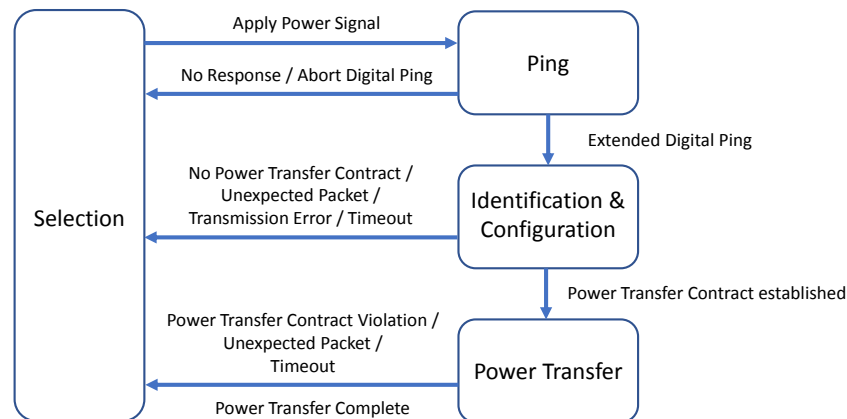 Apply Power Signal
Ping
No Response / Abort Digital Ping
Extended Digital Ping
No Power Transfer Contract /
Unexpected Packet /
Transmission Error / Timeout
Identification &
Configuration
Selection
Power Transfer Contract established
Power Transfer Contract Violation /
Unexpected Packet /
Timeout
Power Transfer
Power Transfer Complete